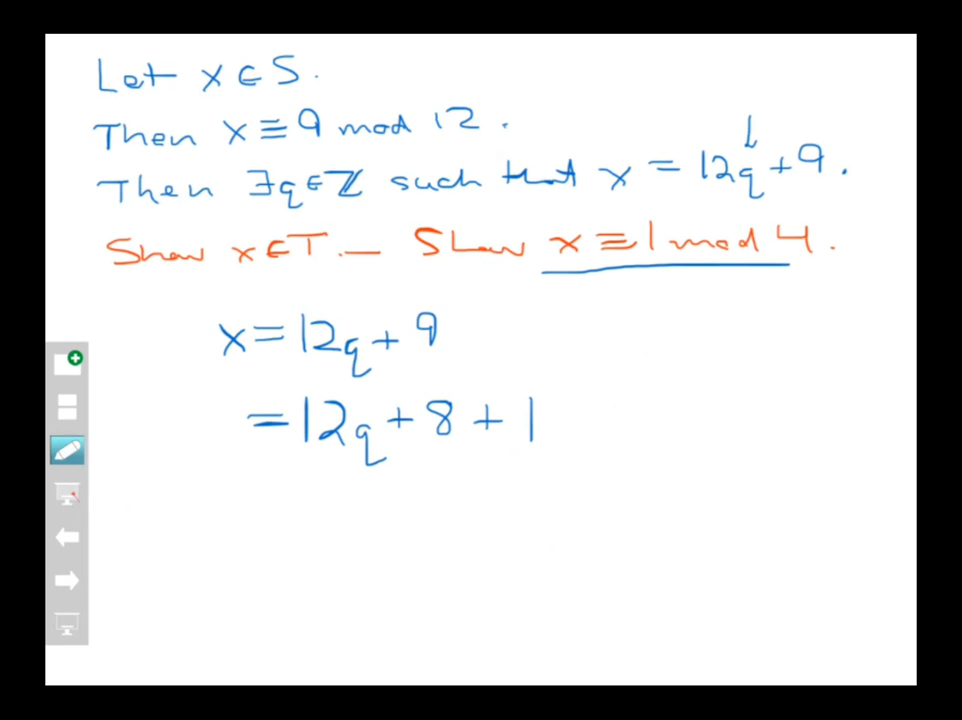 Let x ∈ S.
Then x ≡ 9 mod 12.
Then ∃q ∈ ℤ such that x = 12q + 9.
Show x ∈ T. — Show x ≡ 1 mod 4.
x = 12q + 9
= 12q + 8 + 1